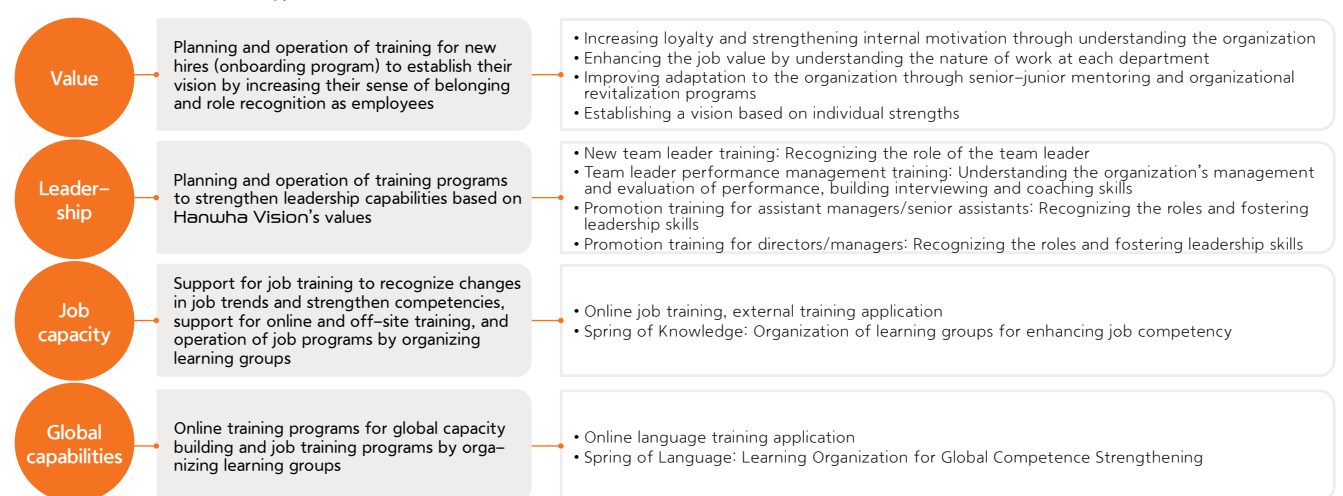 Value
Planning and operation of training for new
hires (onboarding program) to establish their
vision by increasing their sense of belonging
and role recognition as employees
• Increasing loyalty and strengthening internal motivation through understanding the organization
• Enhancing the job value by understanding the nature of work at each department
• Improving adaptation to the organization through senior–junior mentoring and organizational
revitalization programs
• Establishing a vision based on individual strengths
Leader–
ship
Planning and operation of training programs
to strengthen leadership capabilities based on
Hanwha Vision's values
• New team leader training: Recognizing the role of the team leader
• Team leader performance management training: Understanding the organization's management
and evaluation of performance, building interviewing and coaching skills
• Promotion training for assistant managers/senior assistants: Recognizing the roles and fostering
leadership skills
• Promotion training for directors/managers: Recognizing the roles and fostering leadership skills
Job
capacity
Support for job training to recognize changes
in job trends and strengthen competencies,
support for online and off–site training, and
operation of job programs by organizing
learning groups
• Online job training, external training application
• Spring of Knowledge: Organization of learning groups for enhancing job competency
Global
capabilities
Online training programs for global capacity
building and job training programs by orga–
nizing learning groups
• Online language training application
• Spring of Language: Learning Organization for Global Competence Strengthening